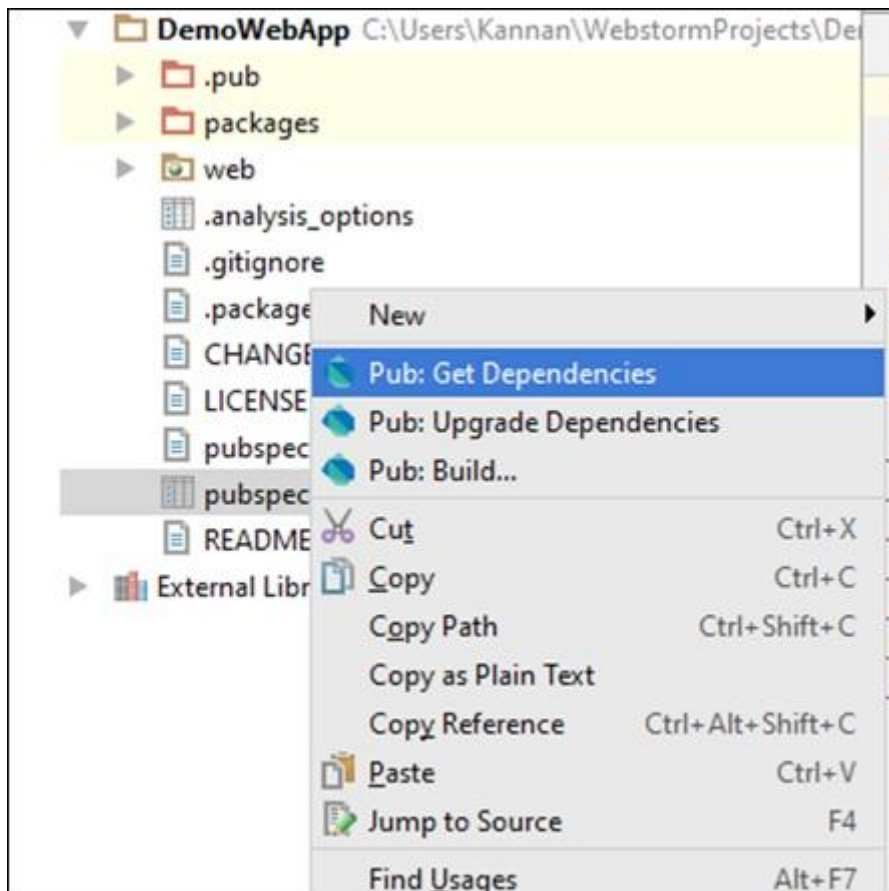 DemoWebApp C:\Users\Kannan\WebstormProjects\De
.pub
packages
web
.analysis_options
.gitignore
.package
CHANGE
LICENSE
pubspec
pubspec
README
External Libr
New
Pub: Get Dependencies
Pub: Upgrade Dependencies
Pub: Build...
Cut Ctrl+X
Copy Ctrl+C
Copy Path Ctrl+Shift+C
Copy as Plain Text
Copy Reference Ctrl+Alt+Shift+C
Paste Ctrl+V
Jump to Source F4
Find Usages Alt+F7